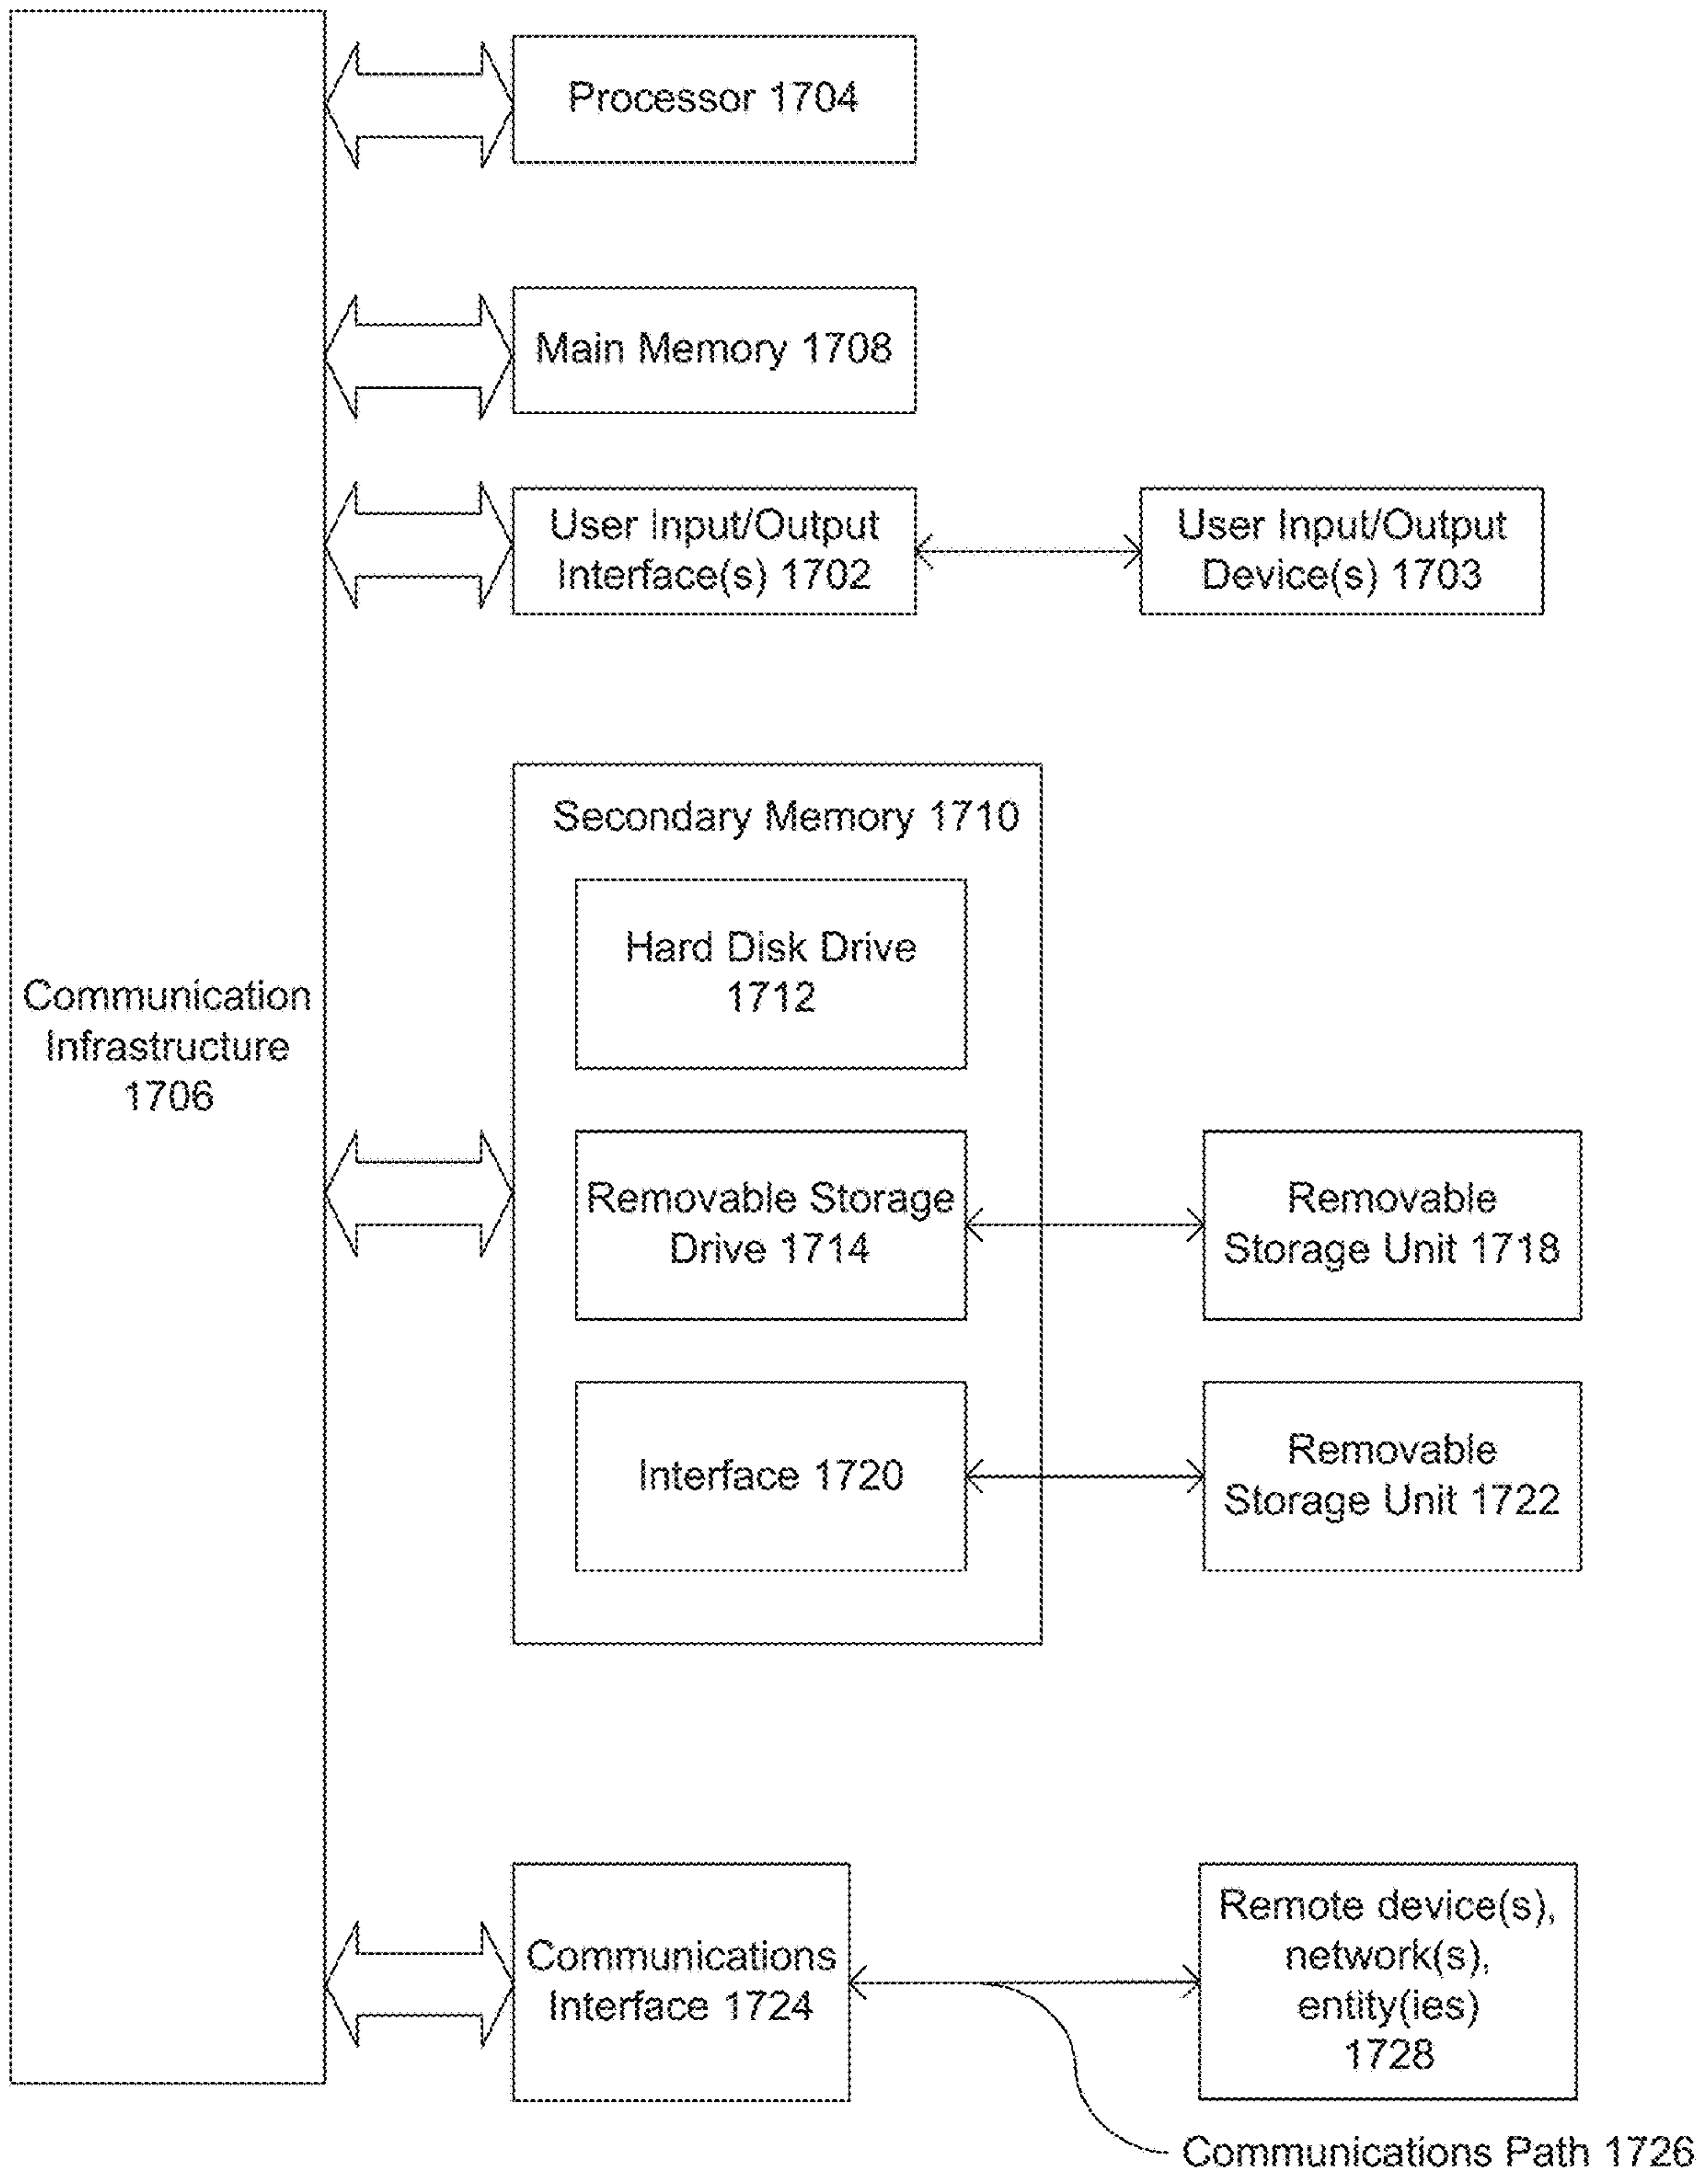 Processor 1704
Main Memory 1708
User Input/Output
Interface(s) 1702
User Input/Output
Device(s) 1703
Secondary Memory 1710
Hard Disk Drive
1712
Communication
Infrastructure
1706
Removable Storage
Drive 1714
Removable
Storage Unit 1718
Interface 1720
Removable
Storage Unit 1722
Communications
Interface 1724
Remote device(s),
network(s),
entity(ies)
1728
Communications Path 1726